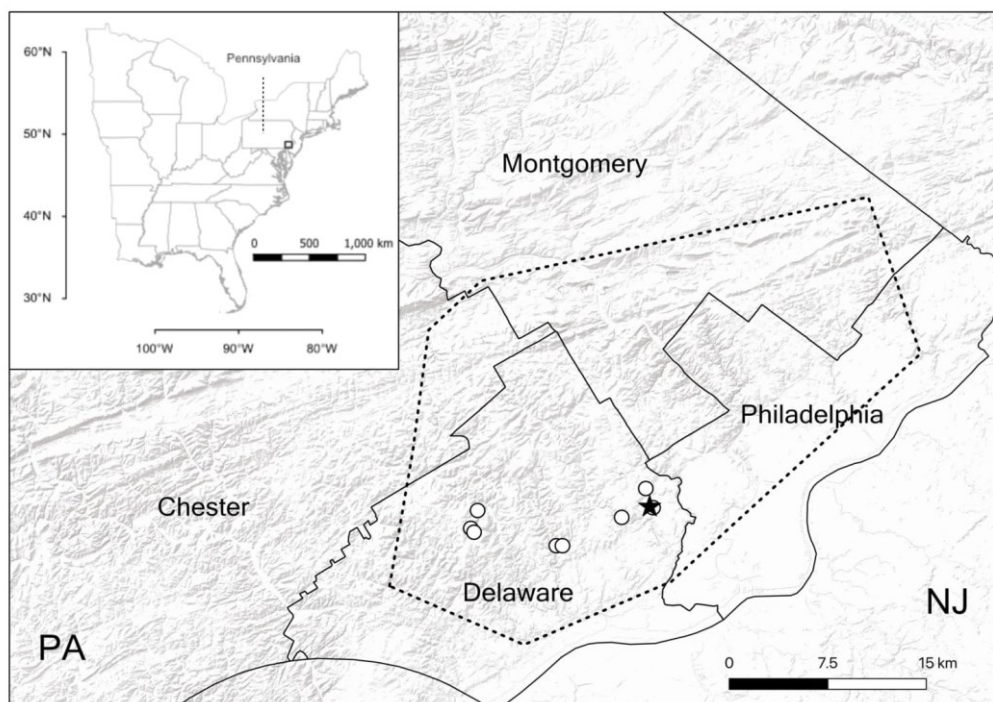 60°N
Pennsylvania
50°N
40°N
0 500 1,000 km
30°N
100°W 90°W 80°W
Montgomery
Philadelphia
Chester
Delaware
NJ
PA
0 7.5 15 km